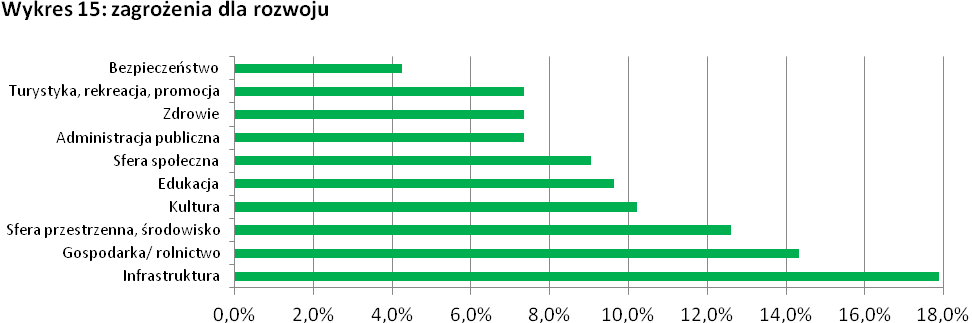 Wykres 15: zagrożenia dla rozwoju
Bezpieczeństwo
Turystyka, rekreacja, promocja
Zdrowie
Administracja publiczna
Sfera społeczna
Edukacja
Kultura
Sfera przestrzenna, środowisko
Gospodarka/ rolnictwo
Infrastruktura
0,0% 2,0% 4,0% 6,0% 8,0% 10,0% 12,0% 14,0% 16,0% 18,0%